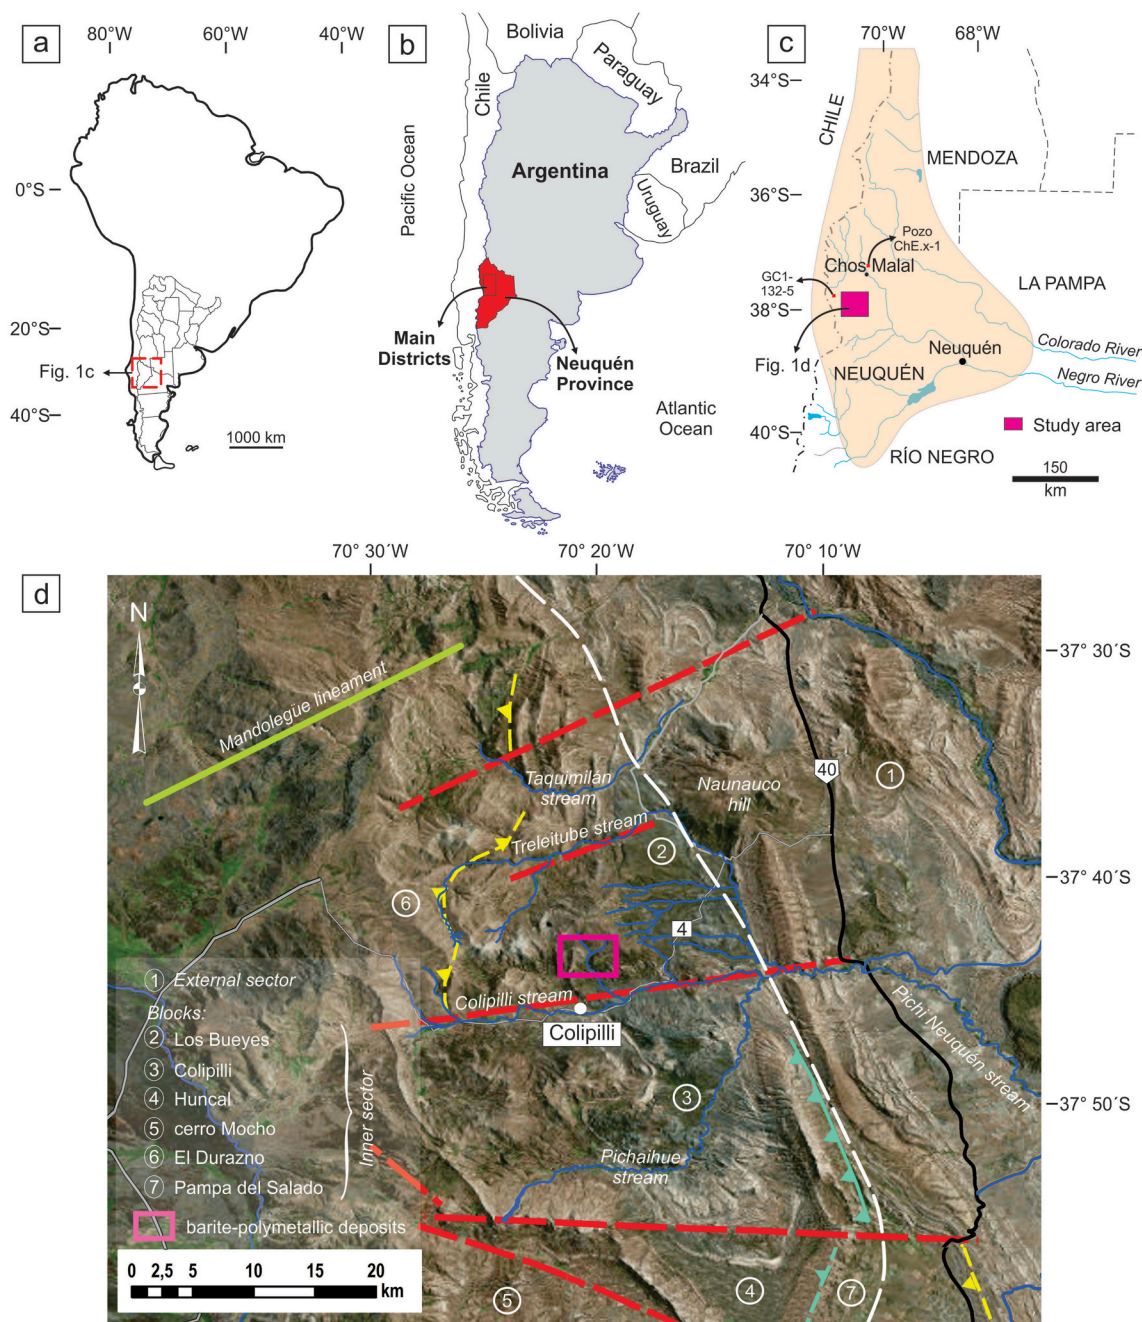 a
80°W
60°W
40°W
0°S
20°S
40°S
Fig. 1c
1000 km
b
Bolivia
Paraguay
Chile
Pacific Ocean
Argentina
Brazil
Uruguay
Main
Districts
Neuquén
Province
Atlantic
Ocean
c
70°W
68°W
34°S
36°S
38°S
40°S
CHILE
MENDOZA
Pozo
ChE.x-1
Chos Malal
GC1-
132-5
LA PAMPA
Fig. 1d
Neuquén
NEUQUÉN
Colorado River
Negro River
Study area
RÍO NEGRO
150
km
d
70° 30´W
70° 20´W
70° 10´W
37° 30´S
37° 40´S
37° 50´S
N
Mandolegüe lineament
Taquimilán
stream
Naunauco
hill
40
1
Treleitube stream
2
6
4
Colipilli stream
Colipilli
Pichi Neuquén stream
3
Pichaihue
stream
5
4
7
1 External sector
Blocks:
2 Los Bueyes
3 Colipilli
4 Huncal
5 cerro Mocho
6 El Durazno
7 Pampa del Salado
Inner sector
barite-polymetallic deposits
0 2,5 5 10 15 20
km